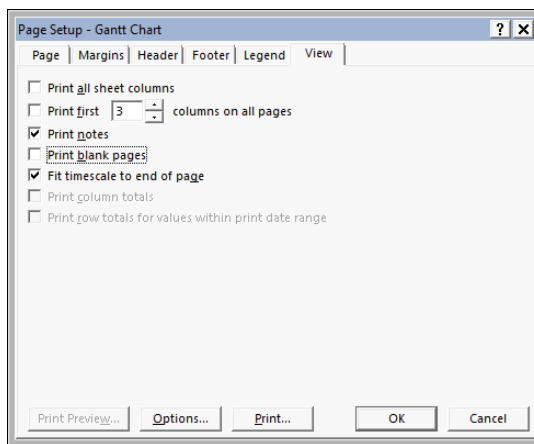 Page Setup - Gantt Chart ? X
Page Margins Header Footer Legend View
Print all sheet columns
Print first 3 columns on all pages
Print notes
Print blank pages
Fit timescale to end of page
Print column totals
Print row totals for values within print date range
Print Preview... Options... Print... OK Cancel